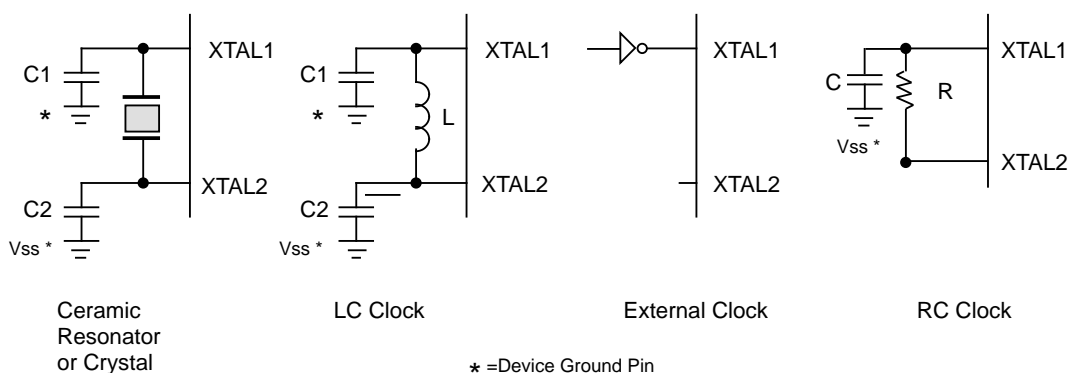 XTAL1
C1
*
XTAL2
C2
Vss *
Ceramic
Resonator
or Crystal
XTAL1
C1
*
L
XTAL2
C2
Vss *
LC Clock
XTAL1
XTAL2
External Clock
XTAL1
C
R
Vss *
XTAL2
RC Clock
* =Device Ground Pin